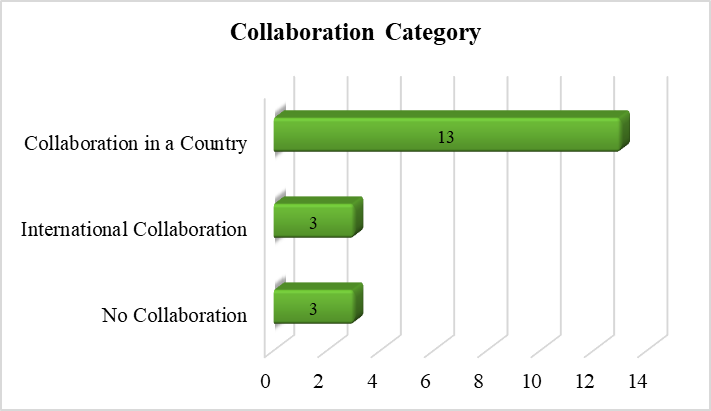 Collaboration Category
Collaboration in a Country
13
International Collaboration
3
No Collaboration
3
0 2 4 6 8 10 12 14